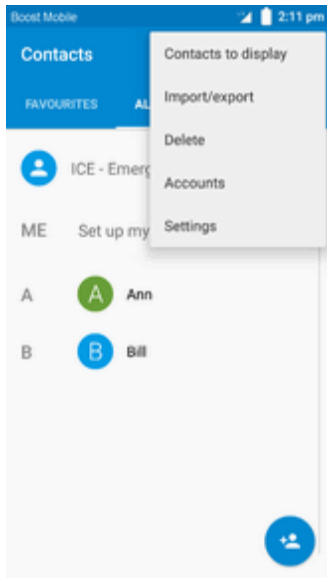 Boost Mobile 2:11 pm
Contacts
FAVOURITES AL
ICE - Emerg
ME Set up my
A A Ann
B B Bill
Contacts to display
Import/export
Delete
Accounts
Settings